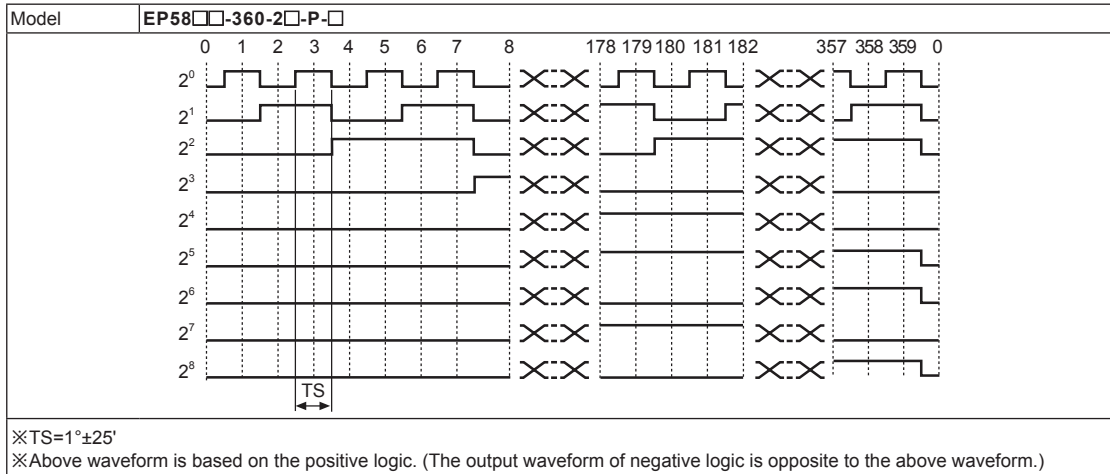 Model EP58□□-360-2□-P-□
0 1 2 3 4 5 6 7 8 178 179 180 181 182 357 358 359 0
2⁰
2¹
2²
2³
2⁴
2⁵
2⁶
2⁷
2⁸
TS
※TS=1°±25'
※Above waveform is based on the positive logic. (The output waveform of negative logic is opposite to the above waveform.)